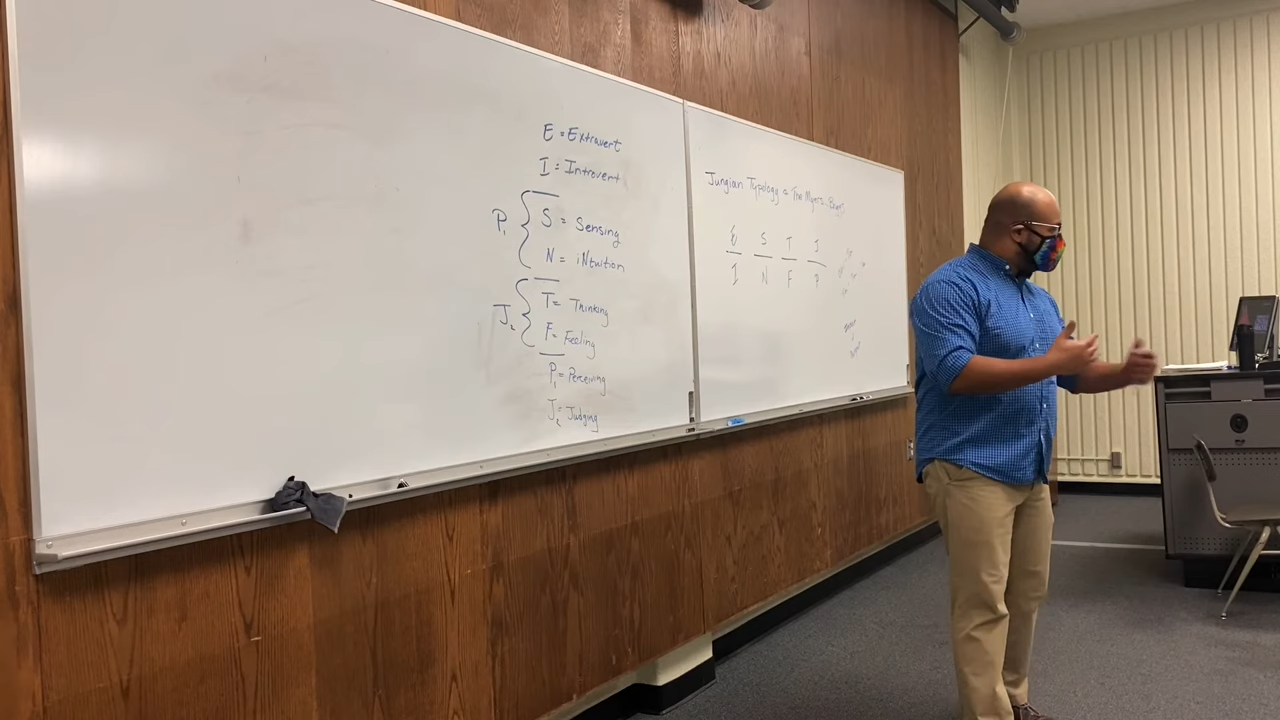 E = Extravert
I = Introvert
P₁ { S = Sensing
N = iNtuition
J₂ { T = Thinking
F = Feeling
P₁ = Perceiving
J₂ = Judging
Jungian Typology & The Myers Briggs
E S T J
I N F P